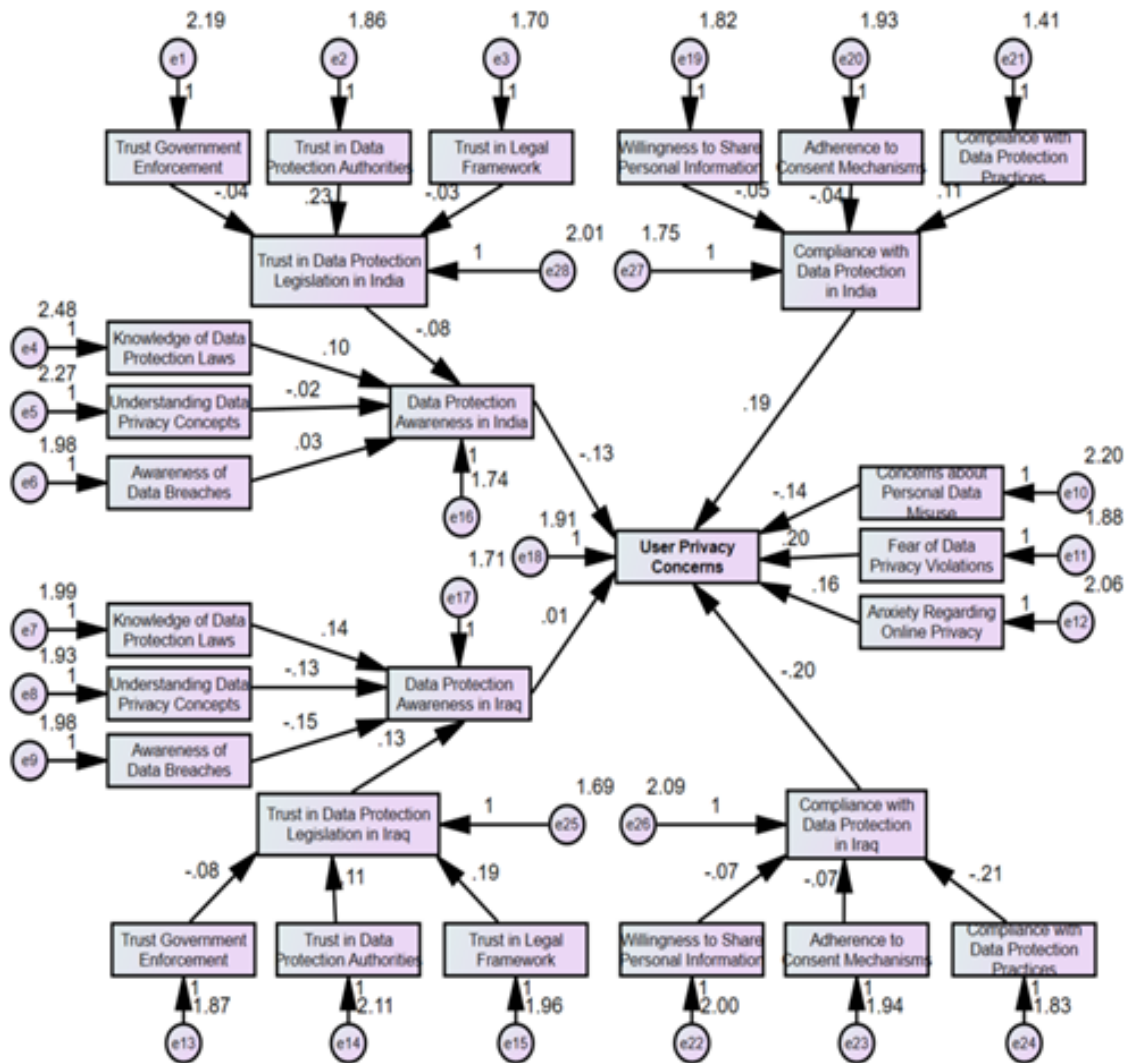 2.19 1.86 1.70 1.82 1.93 1.41
e1 e2 e3 e19 e20 e21
1 1 1 1 1 1
Trust Government
Enforcement
Trust in Data
Protection Authorities
Trust in Legal
Framework
Willingness to Share
Personal Information
Adherence to
Consent Mechanisms
Compliance with
Data Protection
Practices
-.04 .23 -.03 -.05 -.04 .11
Trust in Data Protection
Legislation in India
1
2.01
e28
1.75
e27
1
Compliance with
Data Protection
in India
-.08
.19
2.48
1
e4
Knowledge of Data
Protection Laws
.10
2.27
1
e5
Understanding Data
Privacy Concepts
-.02
1.98
1
e6
Awareness of
Data Breaches
.03
Data Protection
Awareness in India
1
1.74
e16
-.13
1.91
1
e18
User Privacy
Concerns
-.14
Concerns about
Personal Data
Misuse
1
2.20
e10
.20
Fear of Data
Privacy Violations
1
1.88
e11
.16
Anxiety Regarding
Online Privacy
1
2.06
e12
1.71
e17
1
.01
1.99
1
e7
Knowledge of Data
Protection Laws
.14
1.93
1
e8
Understanding Data
Privacy Concepts
-.13
1.98
1
e9
Awareness of
Data Breaches
-.15
Data Protection
Awareness in Iraq
.13
-.20
Trust in Data Protection
Legislation in Iraq
1
1.69
e25
2.09
e26
1
Compliance with
Data Protection
in Iraq
-.08 .11 .19 -.07 -.07 -.21
Trust Government
Enforcement
Trust in Data
Protection Authorities
Trust in Legal
Framework
Willingness to Share
Personal Information
Adherence to
Consent Mechanisms
Compliance with
Data Protection
Practices
1 1 1 1 1 1
1.87 2.11 1.96 2.00 1.94 1.83
e13 e14 e15 e22 e23 e24